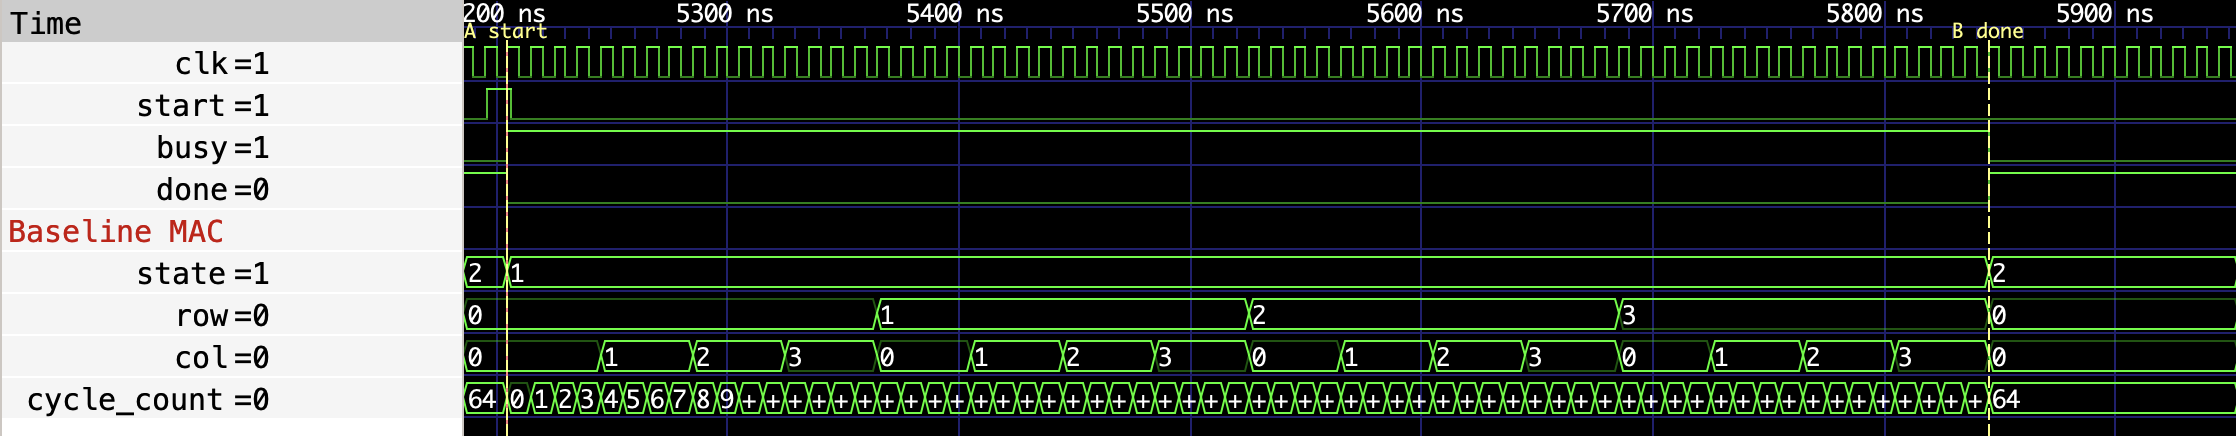 Time 200 ns 5300 ns 5400 ns 5500 ns 5600 ns 5700 ns 5800 ns 5900 ns
A start B done
clk=1
start=1
busy=1
done=0
Baseline MAC
state=1 2 1 2
row=0 0 1 2 3 0
col=0 0 1 2 3 0 1 2 3 0 1 2 3 0 1 2 3 0
cycle_count=0 64 0 1 2 3 4 5 6 7 8 9 + + + + + + + + + + + + + + + + + + + + + + + + + + + + + + + + + + + + + + + + + + + + + + + + + + + + + + 64